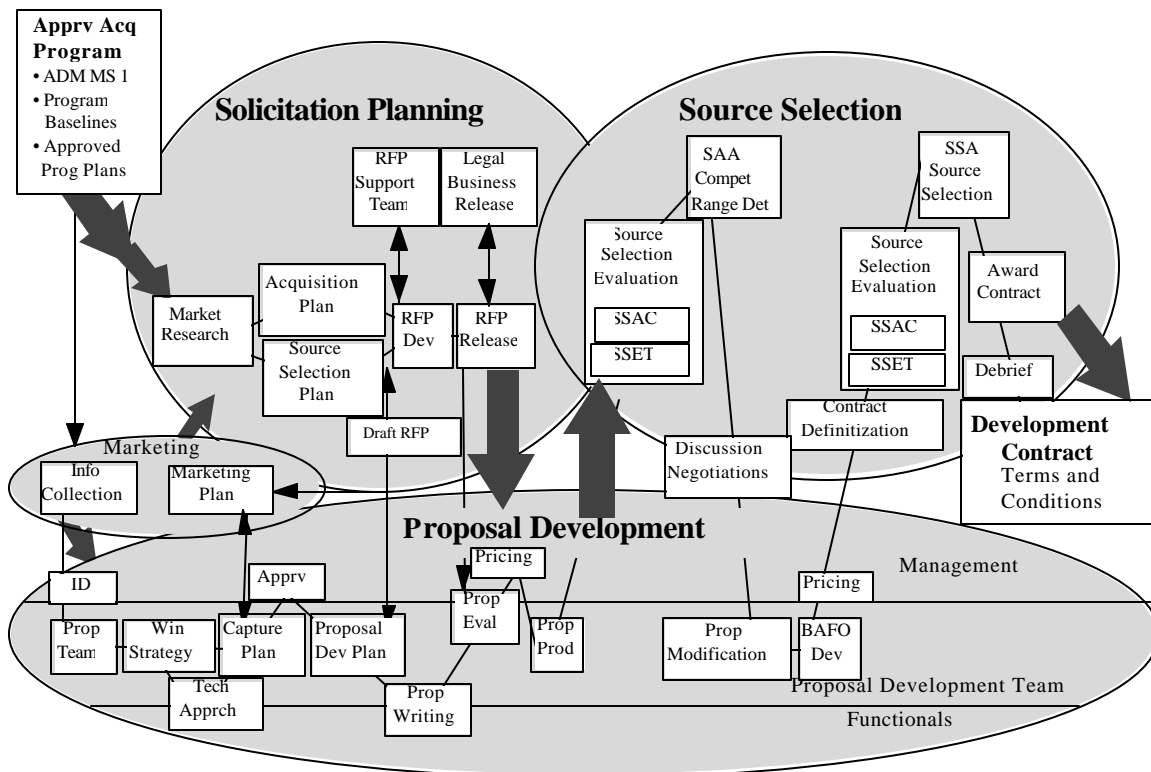 Apprv Acq
Program
• ADM MS 1
• Program
Baselines
• Approved
Prog Plans
Solicitation Planning
RFP
Support
Team
Legal
Business
Release
Market
Research
Acquisition
Plan
Source
Selection
Plan
RFP
Dev
RFP
Release
Draft RFP
Source Selection
SAA
Compet
Range Det
Source
Selection
Evaluation
SSAC
SSET
SSA
Source
Selection
Source
Selection
Evaluation
SSAC
SSET
Award
Contract
Debrief
Contract
Definitization
Discussion
Negotiations
Development
Contract
Terms and
Conditions
Marketing
Info
Collection
Marketing
Plan
Proposal Development
Management
ID
Apprv
Pricing
Pricing
Prop
Team
Win
Strategy
Capture
Plan
Proposal
Dev Plan
Prop
Eval
Prop
Prod
Prop
Modification
BAFO
Dev
Tech
Apprch
Prop
Writing
Proposal Development Team
Functionals